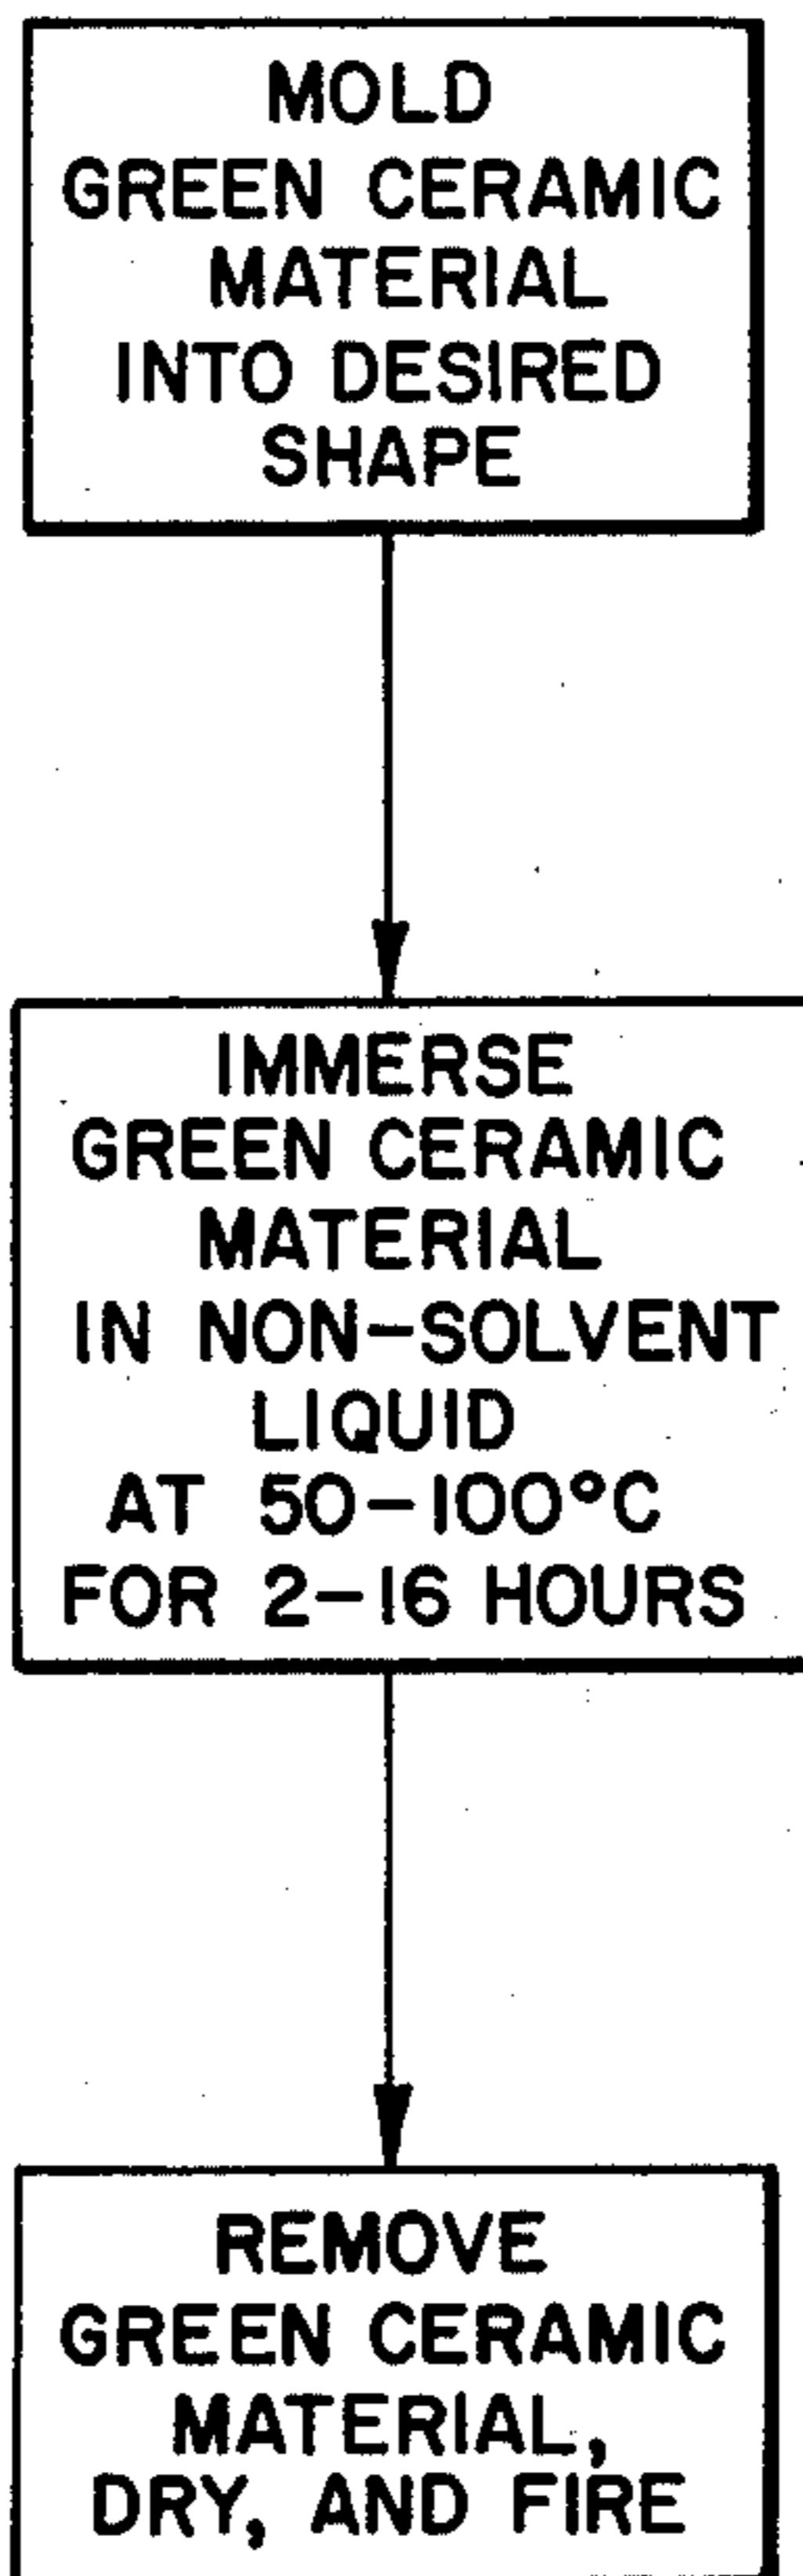 MOLD
GREEN CERAMIC
MATERIAL
INTO DESIRED
SHAPE
IMMERSE
GREEN CERAMIC
MATERIAL
IN NON-SOLVENT
LIQUID
AT 50-100°C
FOR 2-16 HOURS
REMOVE
GREEN CERAMIC
MATERIAL,
DRY, AND FIRE